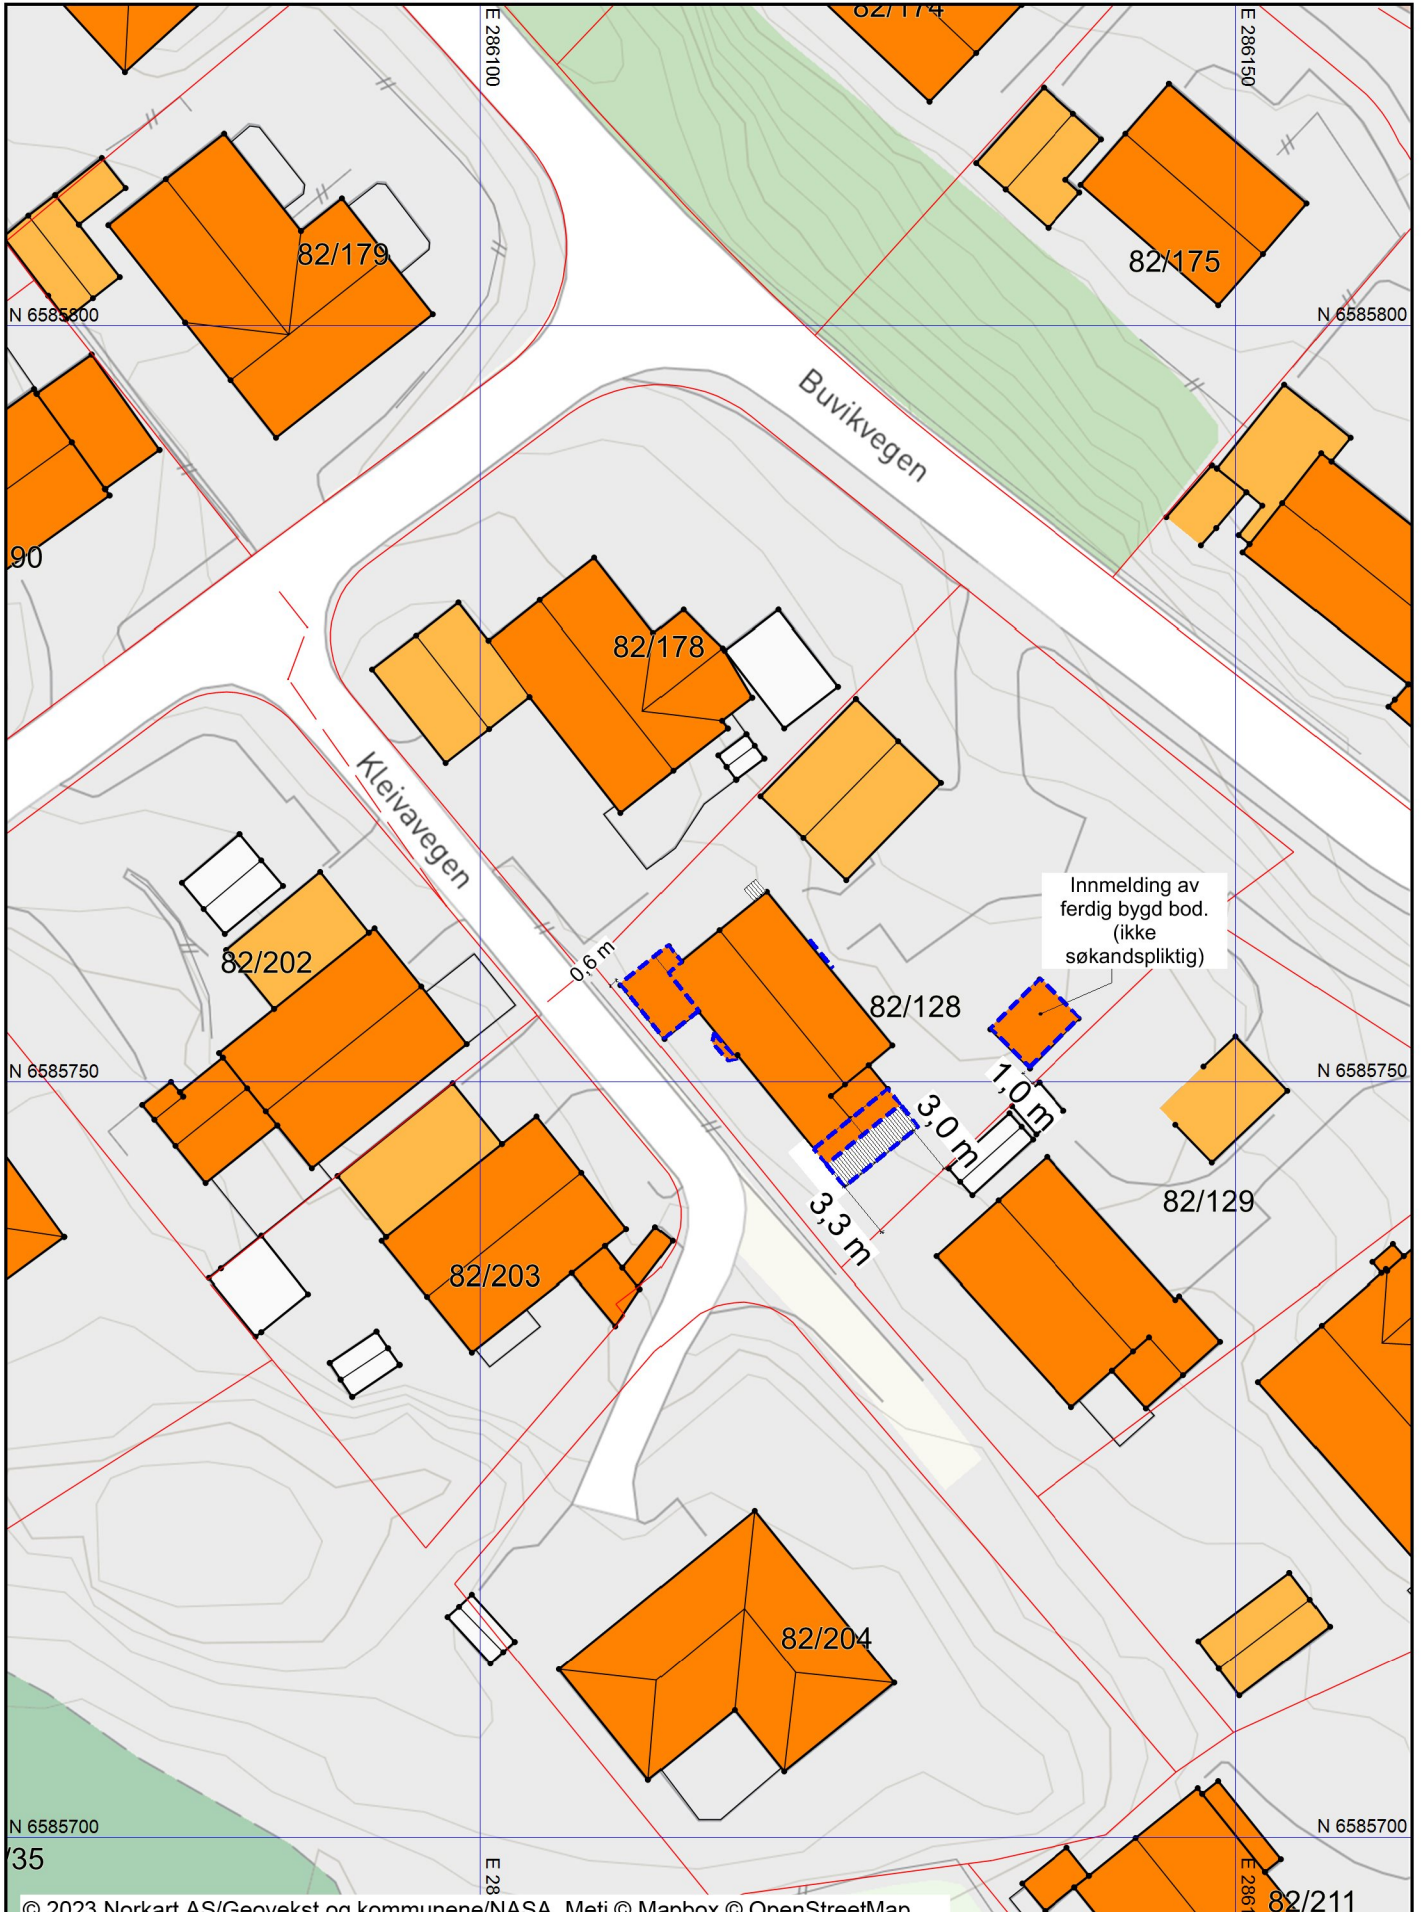 82/174
E 286100
E 286150
82/179
82/175
N 6585800
N 6585800
Buvikvegen
90
82/178
Kleivavegen
Innmelding av
ferdig bygd bod.
(ikke
søkandspliktig)
82/202
0,6 m
82/128
N 6585750
N 6585750
1,0 m
3,0 m
82/129
3,3 m
82/203
82/204
N 6585700
N 6585700
/35
E 28
E 2861
82/211
© 2023 Norkart AS/Geovekst og kommunene/NASA, Meti © Mapbox © OpenStreetMap